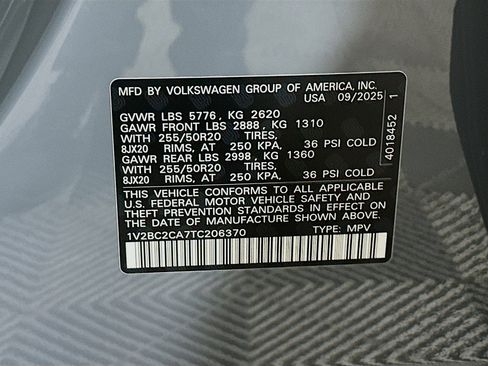 MFD BY VOLKSWAGEN GROUP OF AMERICA, INC.
USA 09/2025
GVWR LBS 5776, KG 2620
GAWR FRONT LBS 2888, KG 1310
WITH 255/50R20 TIRES,
8JX20 RIMS, AT 250 KPA, 36 PSI COLD
GAWR REAR LBS 2998, KG 1360
WITH 255/50R20 TIRES,
8JX20 RIMS, AT 250 KPA, 36 PSI COLD
THIS VEHICLE CONFORMS TO ALL APPLICABLE
U.S. FEDERAL MOTOR VEHICLE SAFETY AND
THEFT PREVENTION STANDARDS IN EFFECT ON
THE DATE OF MANUFACTURE SHOWN ABOVE.
1V2BC2CA7TC206370 TYPE: MPV
4018452 1